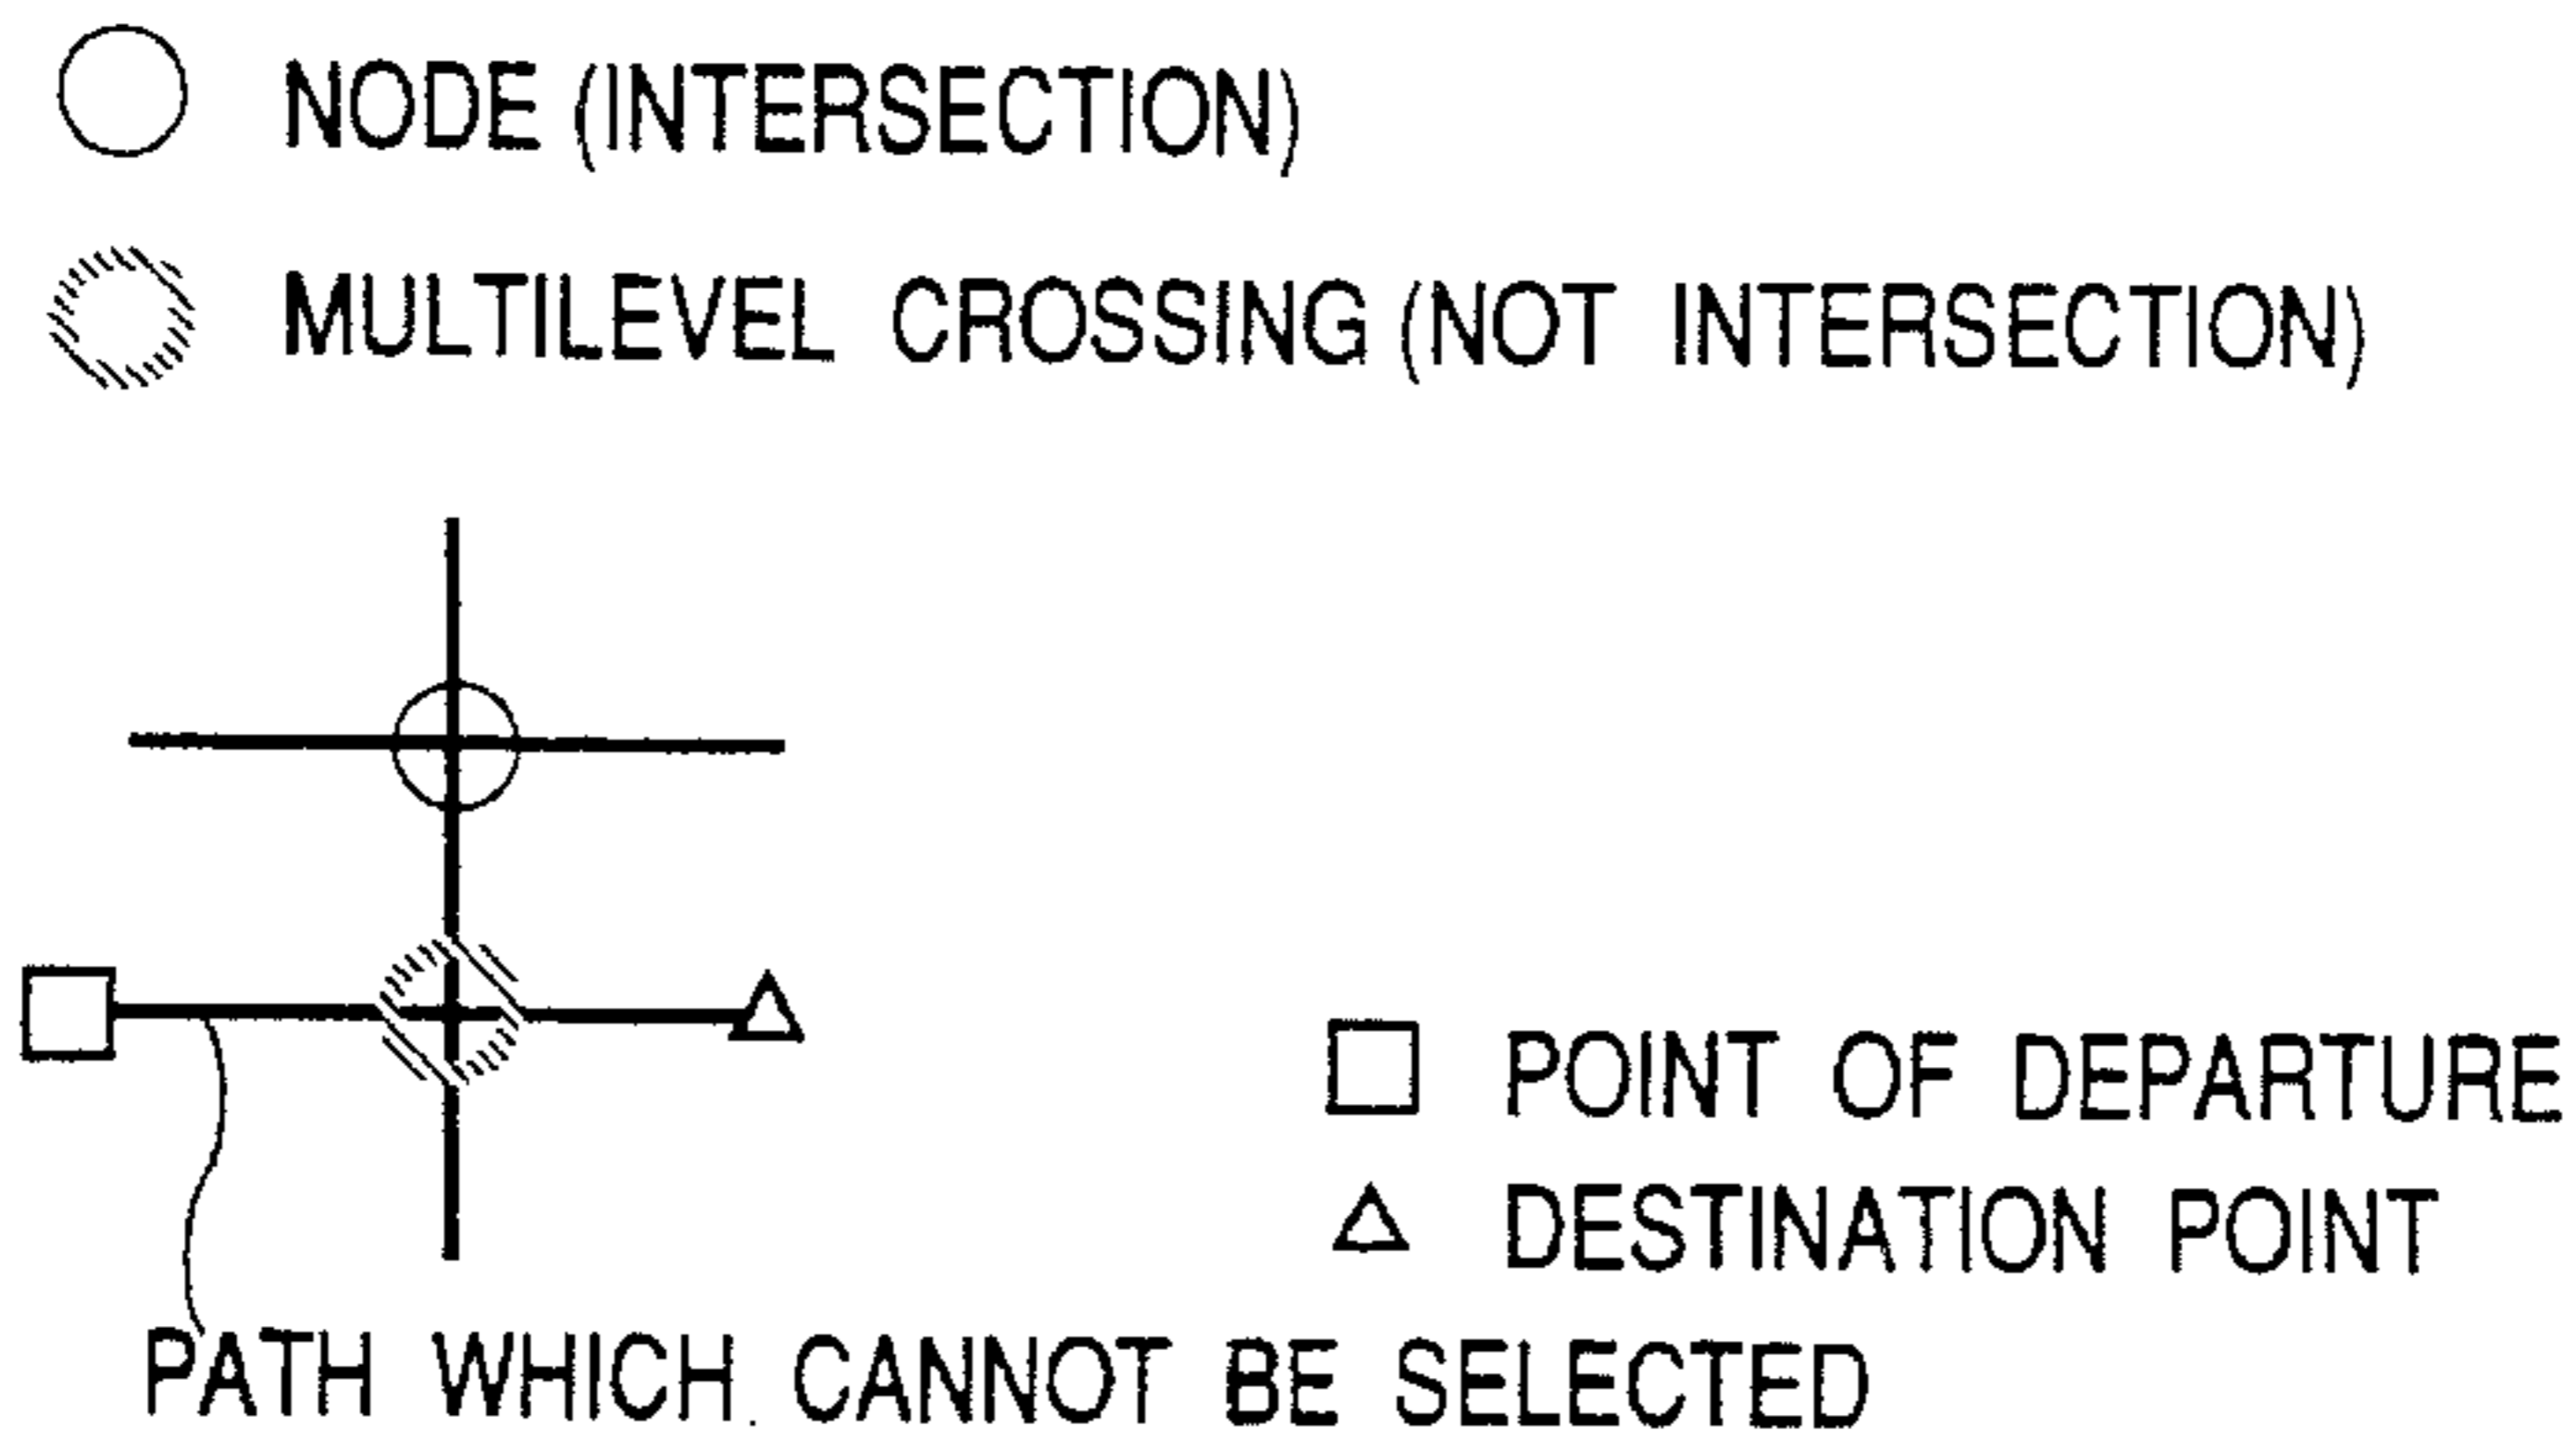 NODE (INTERSECTION)
MULTILEVEL CROSSING (NOT INTERSECTION)
POINT OF DEPARTURE
DESTINATION POINT
PATH WHICH CANNOT BE SELECTED